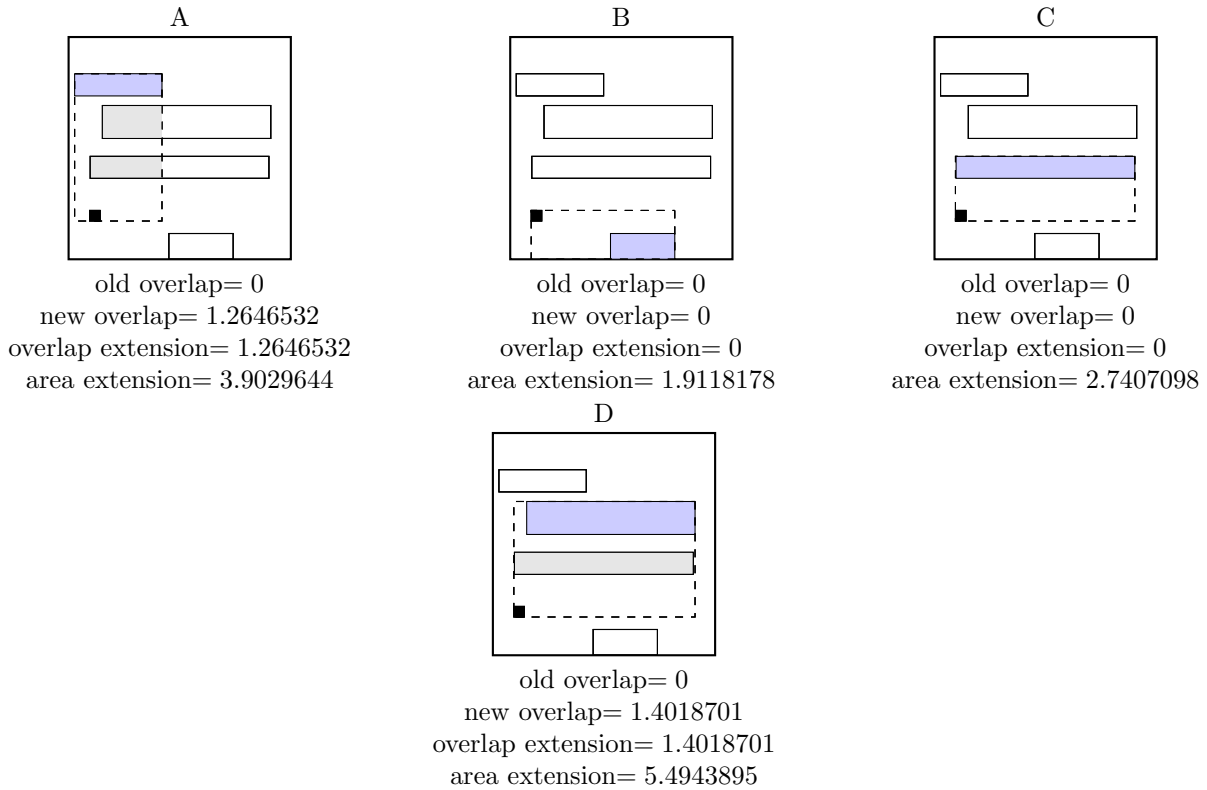 A
old overlap= 0
new overlap= 1.2646532
overlap extension= 1.2646532
area extension= 3.9029644
B
old overlap= 0
new overlap= 0
overlap extension= 0
area extension= 1.9118178
C
old overlap= 0
new overlap= 0
overlap extension= 0
area extension= 2.7407098
D
old overlap= 0
new overlap= 1.4018701
overlap extension= 1.4018701
area extension= 5.4943895